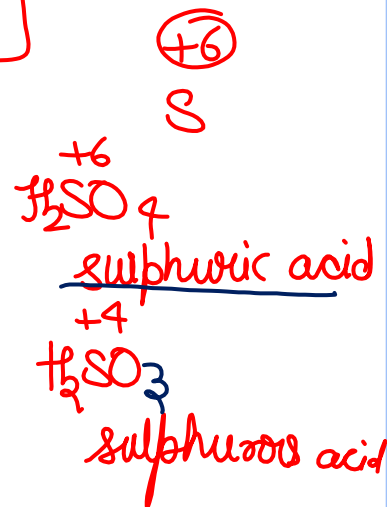 +6
S
+6
H₂SO₄
sulphuric acid
+4
H₂SO₃
sulphurous acid